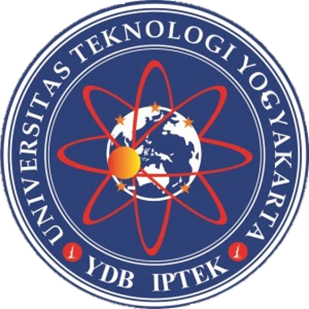 UNIVERSITAS TEKNOLOGI YOGYAKARTA
YDB IPTEK